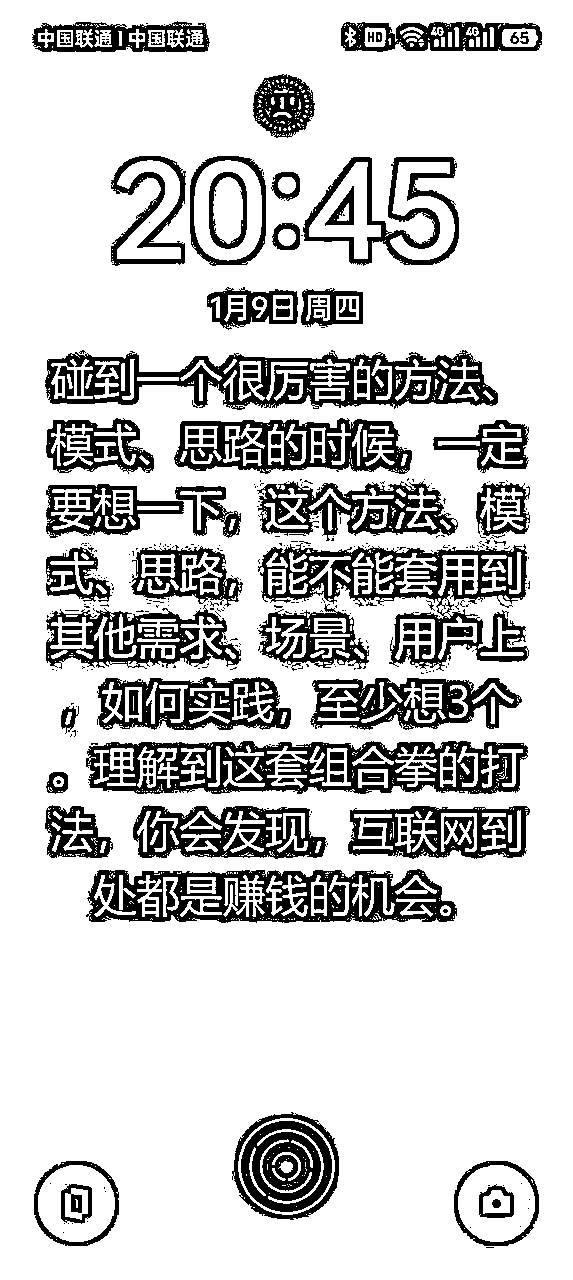 中国联通 | 中国联通 HD 4G 4G 65
20:45
1月9日 周四
碰到一个很厉害的方法、
模式、思路的时候，一定
要想一下，这个方法、模
式、思路，能不能套用到
其他需求、场景、用户上
，如何实践，至少想3个
。理解到这套组合拳的打
法，你会发现，互联网到
处都是赚钱的机会。